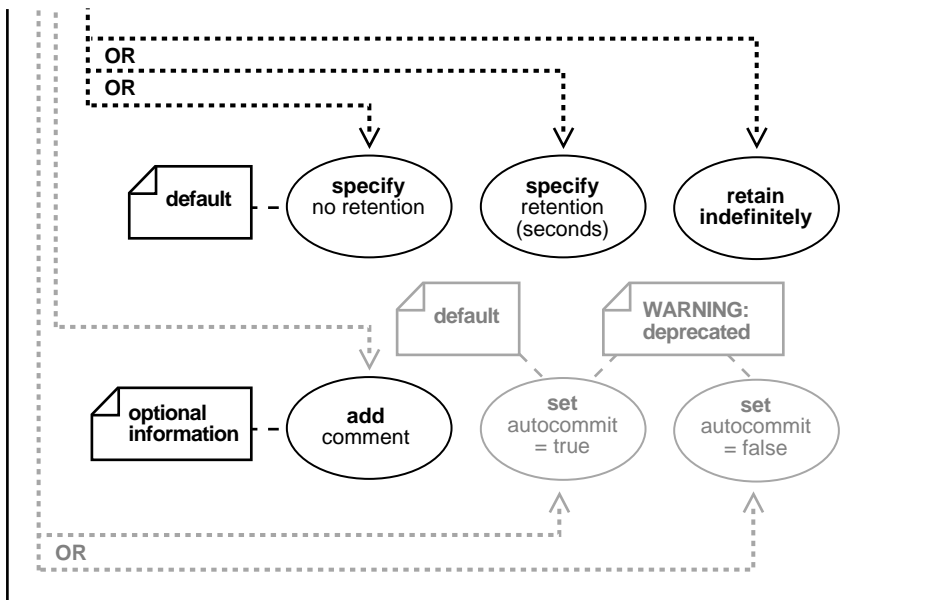 OR
OR
default
specify
no retention
specify
retention
(seconds)
retain
indefinitely
default
WARNING:
deprecated
optional
information
add
comment
set
autocommit
= true
set
autocommit
= false
OR